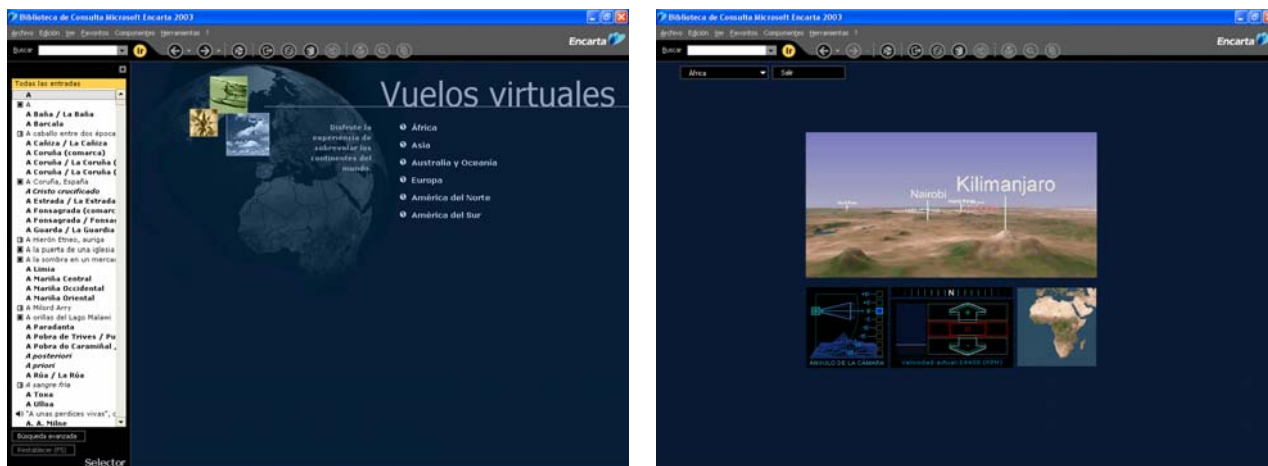 Biblioteca de Consulta Microsoft Encarta 2003
Archivo Edición Ver Favoritos Componentes Herramientas ?
Buscar
Ir
Encarta
Todas las entradas
A
A
A Baña / La Baña
A Barcala
A caballo entre dos época
A Cañiza / La Cañiza
A Coruña (comarca)
A Coruña / La Coruña (
A Coruña / La Coruña (
A Coruña, España
A Cristo crucificado
A Estrada / La Estrada
A Fonsagrada (comarc
A Fonsagrada / Fonsa
A Guarda / La Guardia
A Hierón Etneo, auriga
A la puerta de una iglesia
A la sombra en un merca
A Limia
A Mariña Central
A Mariña Occidental
A Mariña Oriental
A Milord Arry
A orillas del Lago Malawi
A Paradanta
A Pobra de Trives / Pu
A Pobra do Caramiñal
A posteriori
A priori
A Rúa / La Rúa
A sangre fría
A Toxa
A Ulloa
"A unas perdices vivas", c
A. A. Milne
Búsqueda avanzada
Restablecer (F5)
Selector
Vuelos virtuales
Disfrute la
experiencia de
sobrevolar los
continentes del
mundo.
África
Asia
Australia y Oceanía
Europa
América del Norte
América del Sur
Biblioteca de Consulta Microsoft Encarta 2003
Archivo Edición Ver Favoritos Componentes Herramientas ?
Buscar
Ir
Encarta
África
Salir
Kilimanjaro
Nairobi
N
ANGULO DE LA CÁMARA
Velocidad actual: